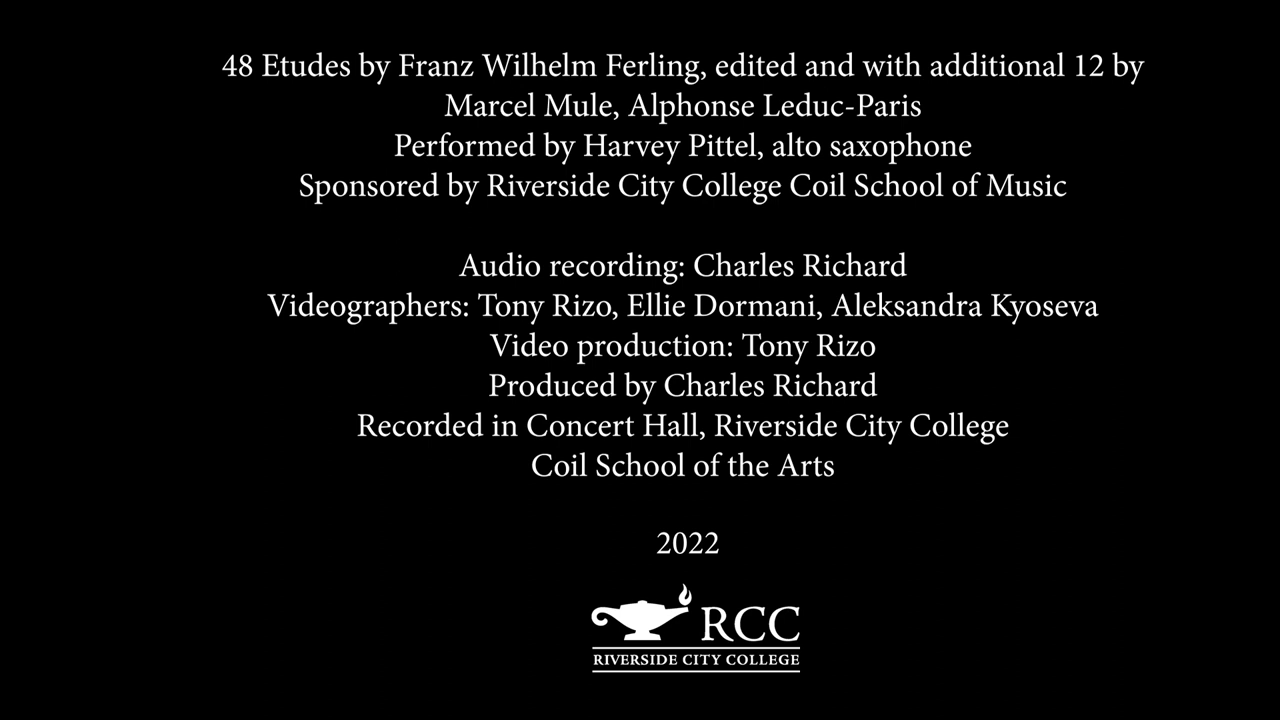 48 Etudes by Franz Wilhelm Ferling, edited and with additional 12 by
Marcel Mule, Alphonse Leduc-Paris
Performed by Harvey Pittel, alto saxophone
Sponsored by Riverside City College Coil School of Music
Audio recording: Charles Richard
Videographers: Tony Rizo, Ellie Dormani, Aleksandra Kyoseva
Video production: Tony Rizo
Produced by Charles Richard
Recorded in Concert Hall, Riverside City College
Coil School of the Arts
2022
RCC
RIVERSIDE CITY COLLEGE